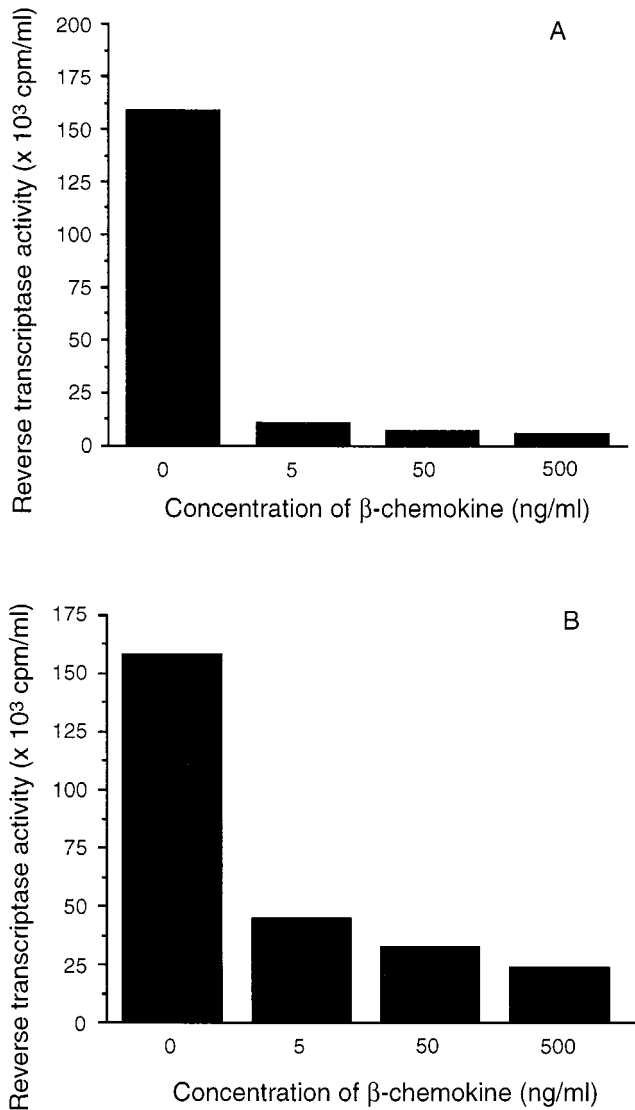 A
Reverse transcriptase activity (x 10³ cpm/ml)
200
175
150
125
100
75
50
25
0
0 5 50 500
Concentration of β-chemokine (ng/ml)
B
Reverse transcriptase activity (x 10³ cpm/ml)
175
150
125
100
75
50
25
0
0 5 50 500
Concentration of β-chemokine (ng/ml)